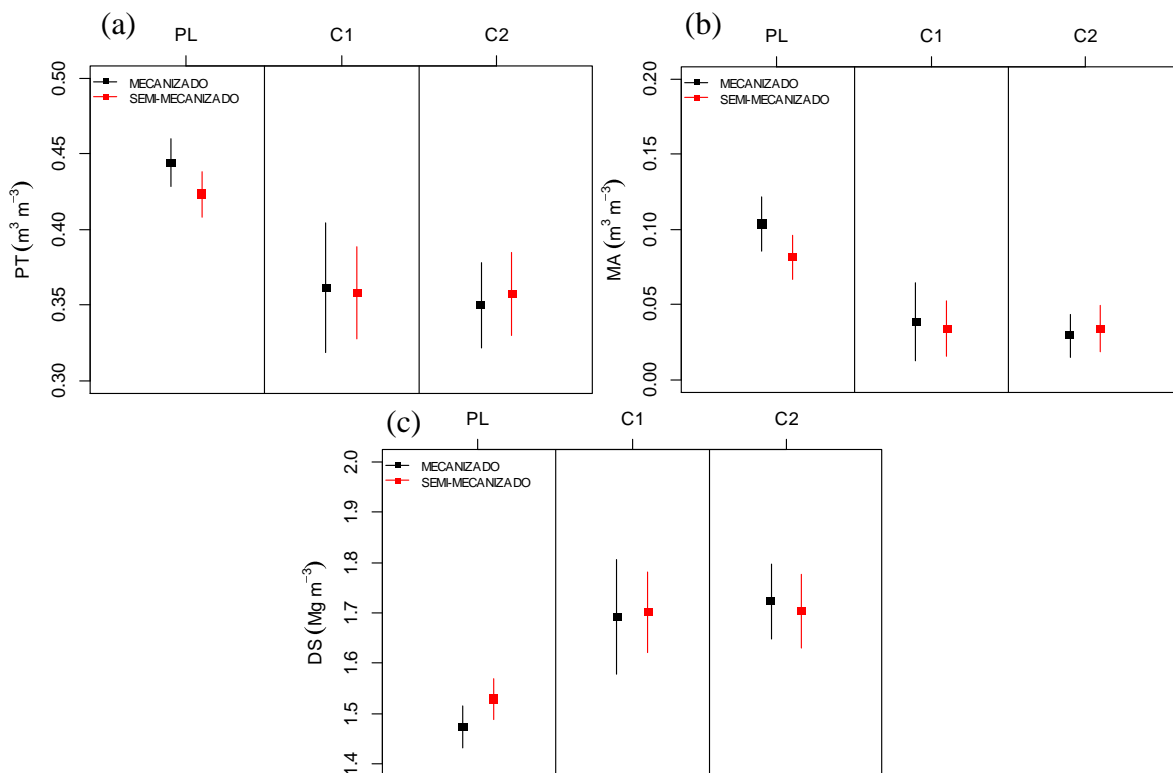 (a)
PL C1 C2
MECANIZADO
SEMI-MECANIZADO
0.50
0.45
0.40
0.35
0.30
PT (m³ m⁻³)
(b)
PL C1 C2
MECANIZADO
SEMI-MECANIZADO
0.20
0.15
0.10
0.05
0.00
MA (m³ m⁻³)
(c)
PL C1 C2
MECANIZADO
SEMI-MECANIZADO
2.0
1.9
1.8
1.7
1.6
1.5
1.4
DS (Mg m⁻³)